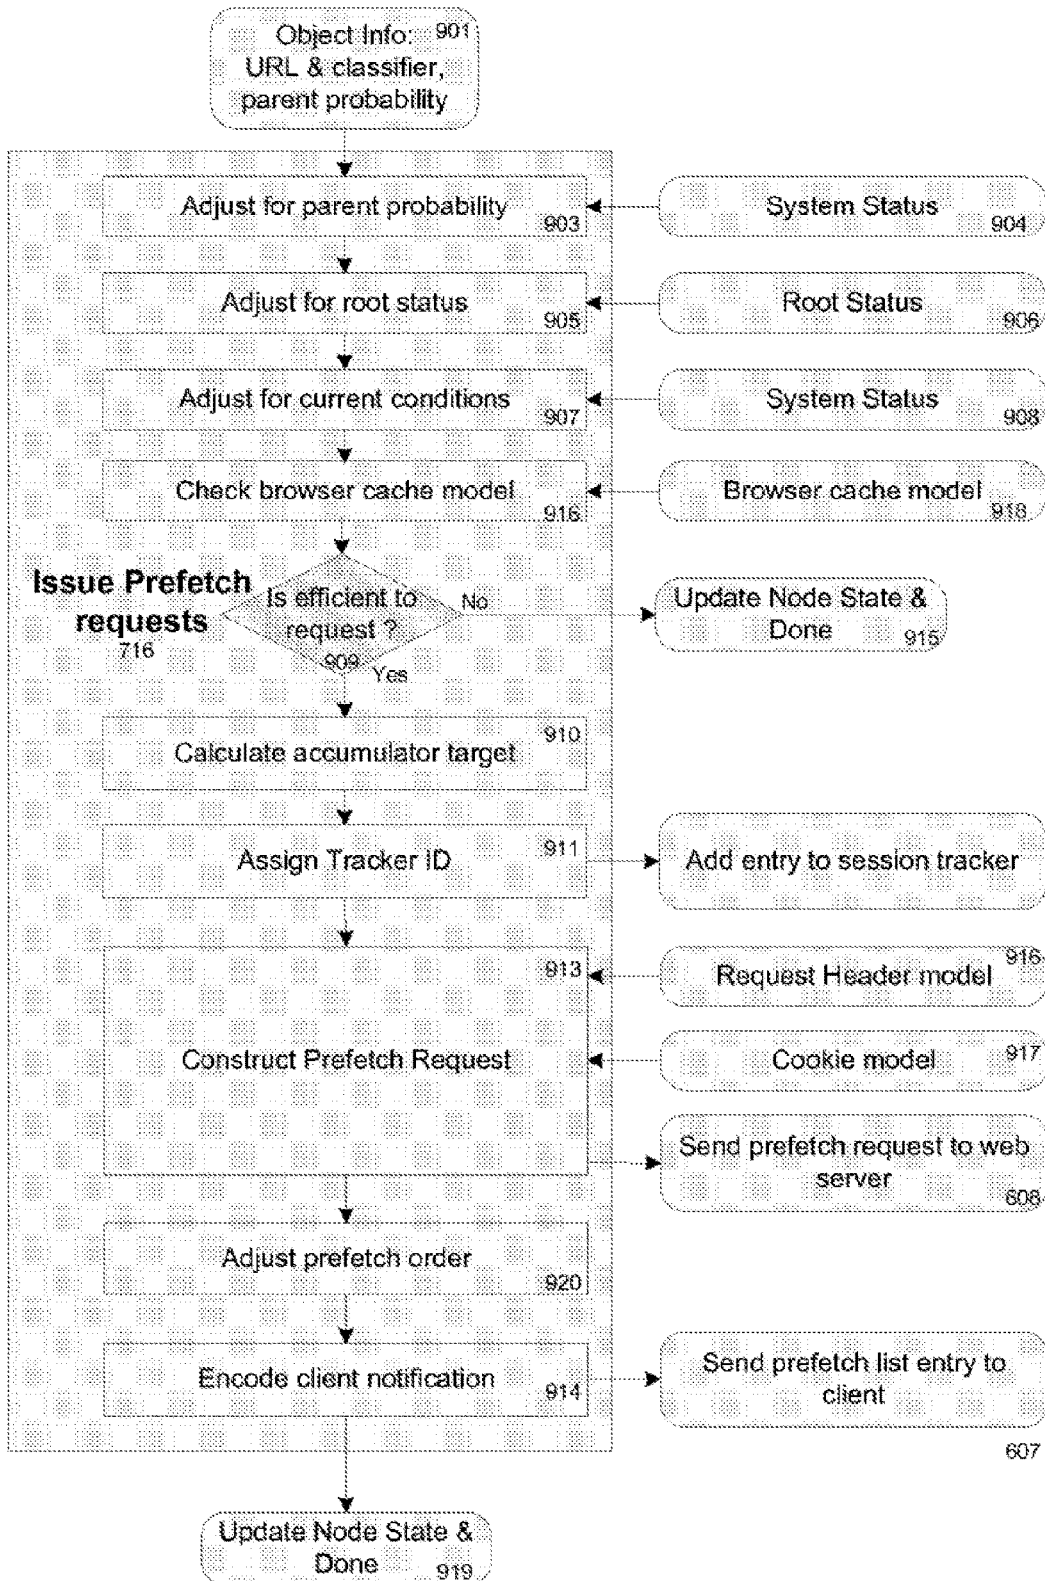 Object Info: 901
URL & classifier,
parent probability
Adjust for parent probability
903
System Status
904
Adjust for root status
905
Root Status
906
Adjust for current conditions
907
System Status
908
Check browser cache model
916
Browser cache model
918
Issue Prefetch
requests
716
Is efficient to
request ?
909
No
Yes
Update Node State &
Done
915
910
Calculate accumulator target
Assign Tracker ID
911
Add entry to session tracker
913
Construct Prefetch Request
916
Request Header model
Cookie model
917
Send prefetch request to web
server
608
Adjust prefetch order
920
Encode client notification
914
Send prefetch list entry to
client
607
Update Node State &
Done
919